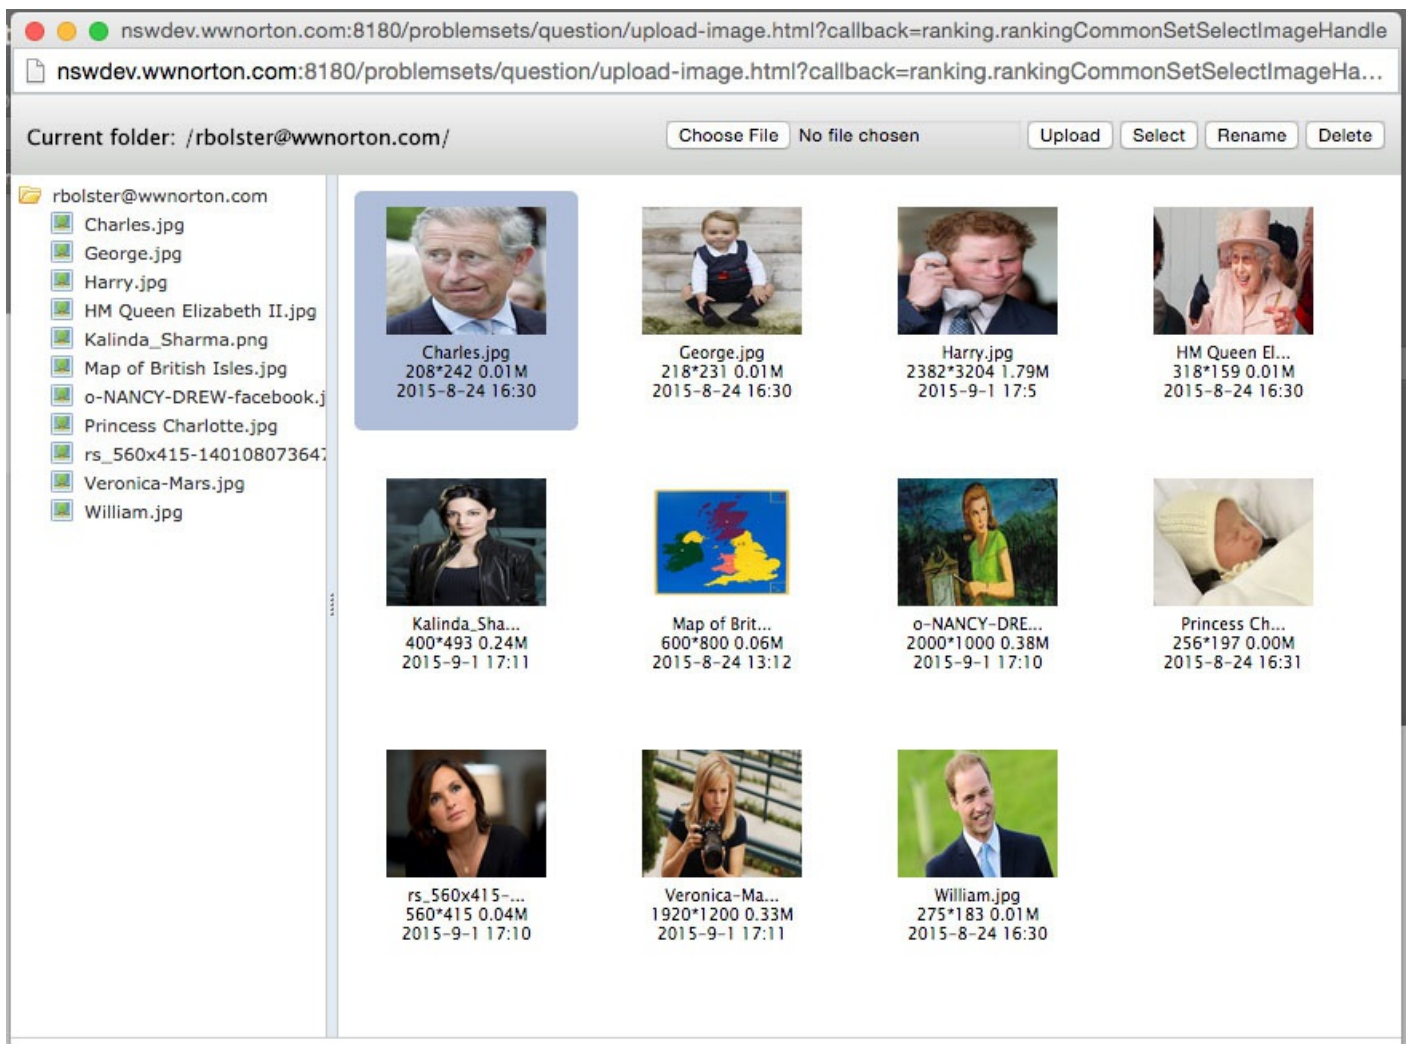 nswdev.wwnorton.com:8180/problemsets/question/upload-image.html?callback=ranking.rankingCommonSetSelectImageHandle
nswdev.wwnorton.com:8180/problemsets/question/upload-image.html?callback=ranking.rankingCommonSetSelectImageHa...
Current folder: /rbolster@wwnorton.com/
Choose File No file chosen Upload Select Rename Delete
rbolster@wwnorton.com
Charles.jpg
George.jpg
Harry.jpg
HM Queen Elizabeth II.jpg
Kalinda_Sharma.png
Map of British Isles.jpg
o-NANCY-DREW-facebook.j
Princess Charlotte.jpg
rs_560x415-140108073647
Veronica-Mars.jpg
William.jpg
Charles.jpg
208*242 0.01M
2015-8-24 16:30
George.jpg
218*231 0.01M
2015-8-24 16:30
Harry.jpg
2382*3204 1.79M
2015-9-1 17:5
HM Queen El...
318*159 0.01M
2015-8-24 16:30
Kalinda_Sha...
400*493 0.24M
2015-9-1 17:11
Map of Brit...
600*800 0.06M
2015-8-24 13:12
o-NANCY-DRE...
2000*1000 0.38M
2015-9-1 17:10
Princess Ch...
256*197 0.00M
2015-8-24 16:31
rs_560x415-...
560*415 0.04M
2015-9-1 17:10
Veronica-Ma...
1920*1200 0.33M
2015-9-1 17:11
William.jpg
275*183 0.01M
2015-8-24 16:30